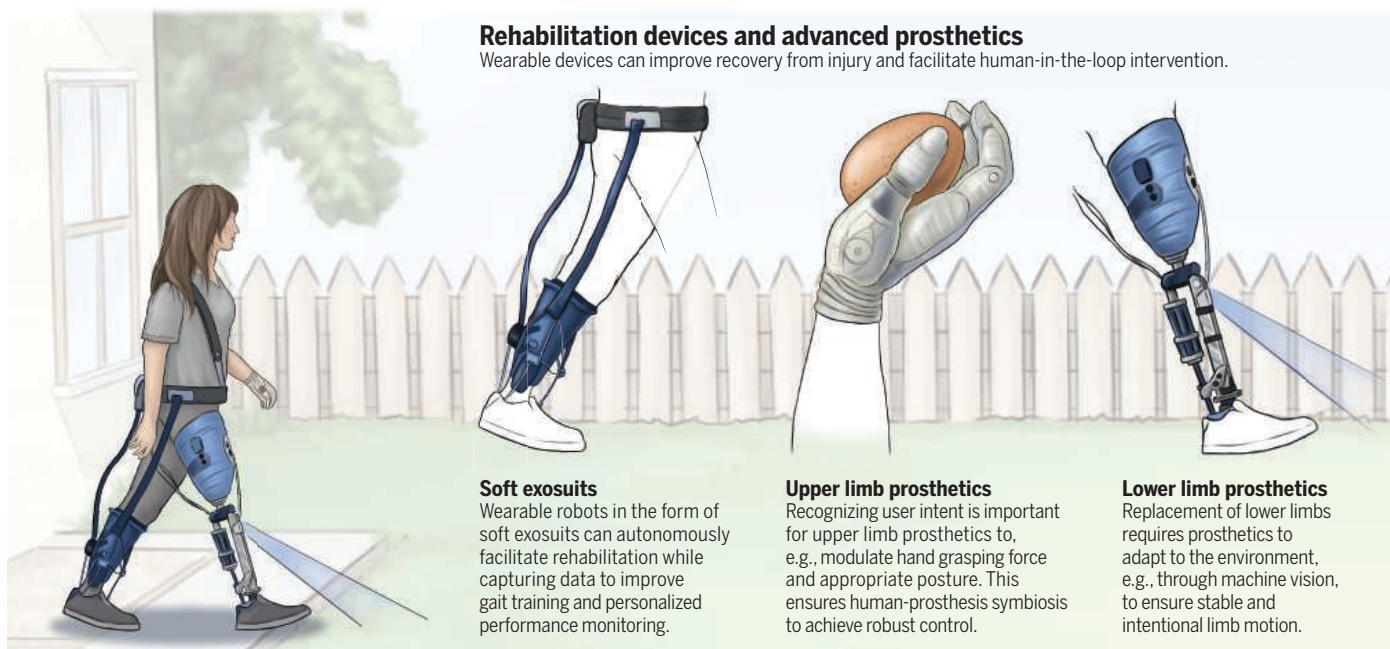 Rehabilitation devices and advanced prosthetics
Wearable devices can improve recovery from injury and facilitate human-in-the-loop intervention.
Soft exosuits
Wearable robots in the form of
soft exosuits can autonomously
facilitate rehabilitation while
capturing data to improve
gait training and personalized
performance monitoring.
Upper limb prosthetics
Recognizing user intent is important
for upper limb prosthetics to,
e.g., modulate hand grasping force
and appropriate posture. This
ensures human-prosthesis symbiosis
to achieve robust control.
Lower limb prosthetics
Replacement of lower limbs
requires prosthetics to
adapt to the environment,
e.g., through machine vision,
to ensure stable and
intentional limb motion.